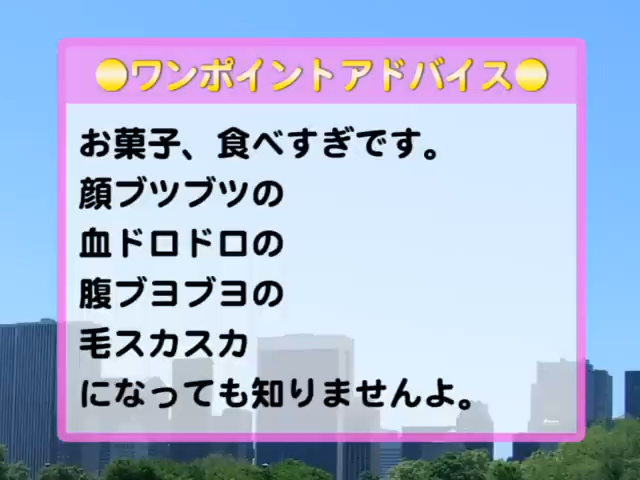 ●ワンポイントアドバイス●
お菓子、食べすぎです。
顔ブツブツの
血ドロドロの
腹ブヨブヨの
毛スカスカ
になっても知りませんよ。